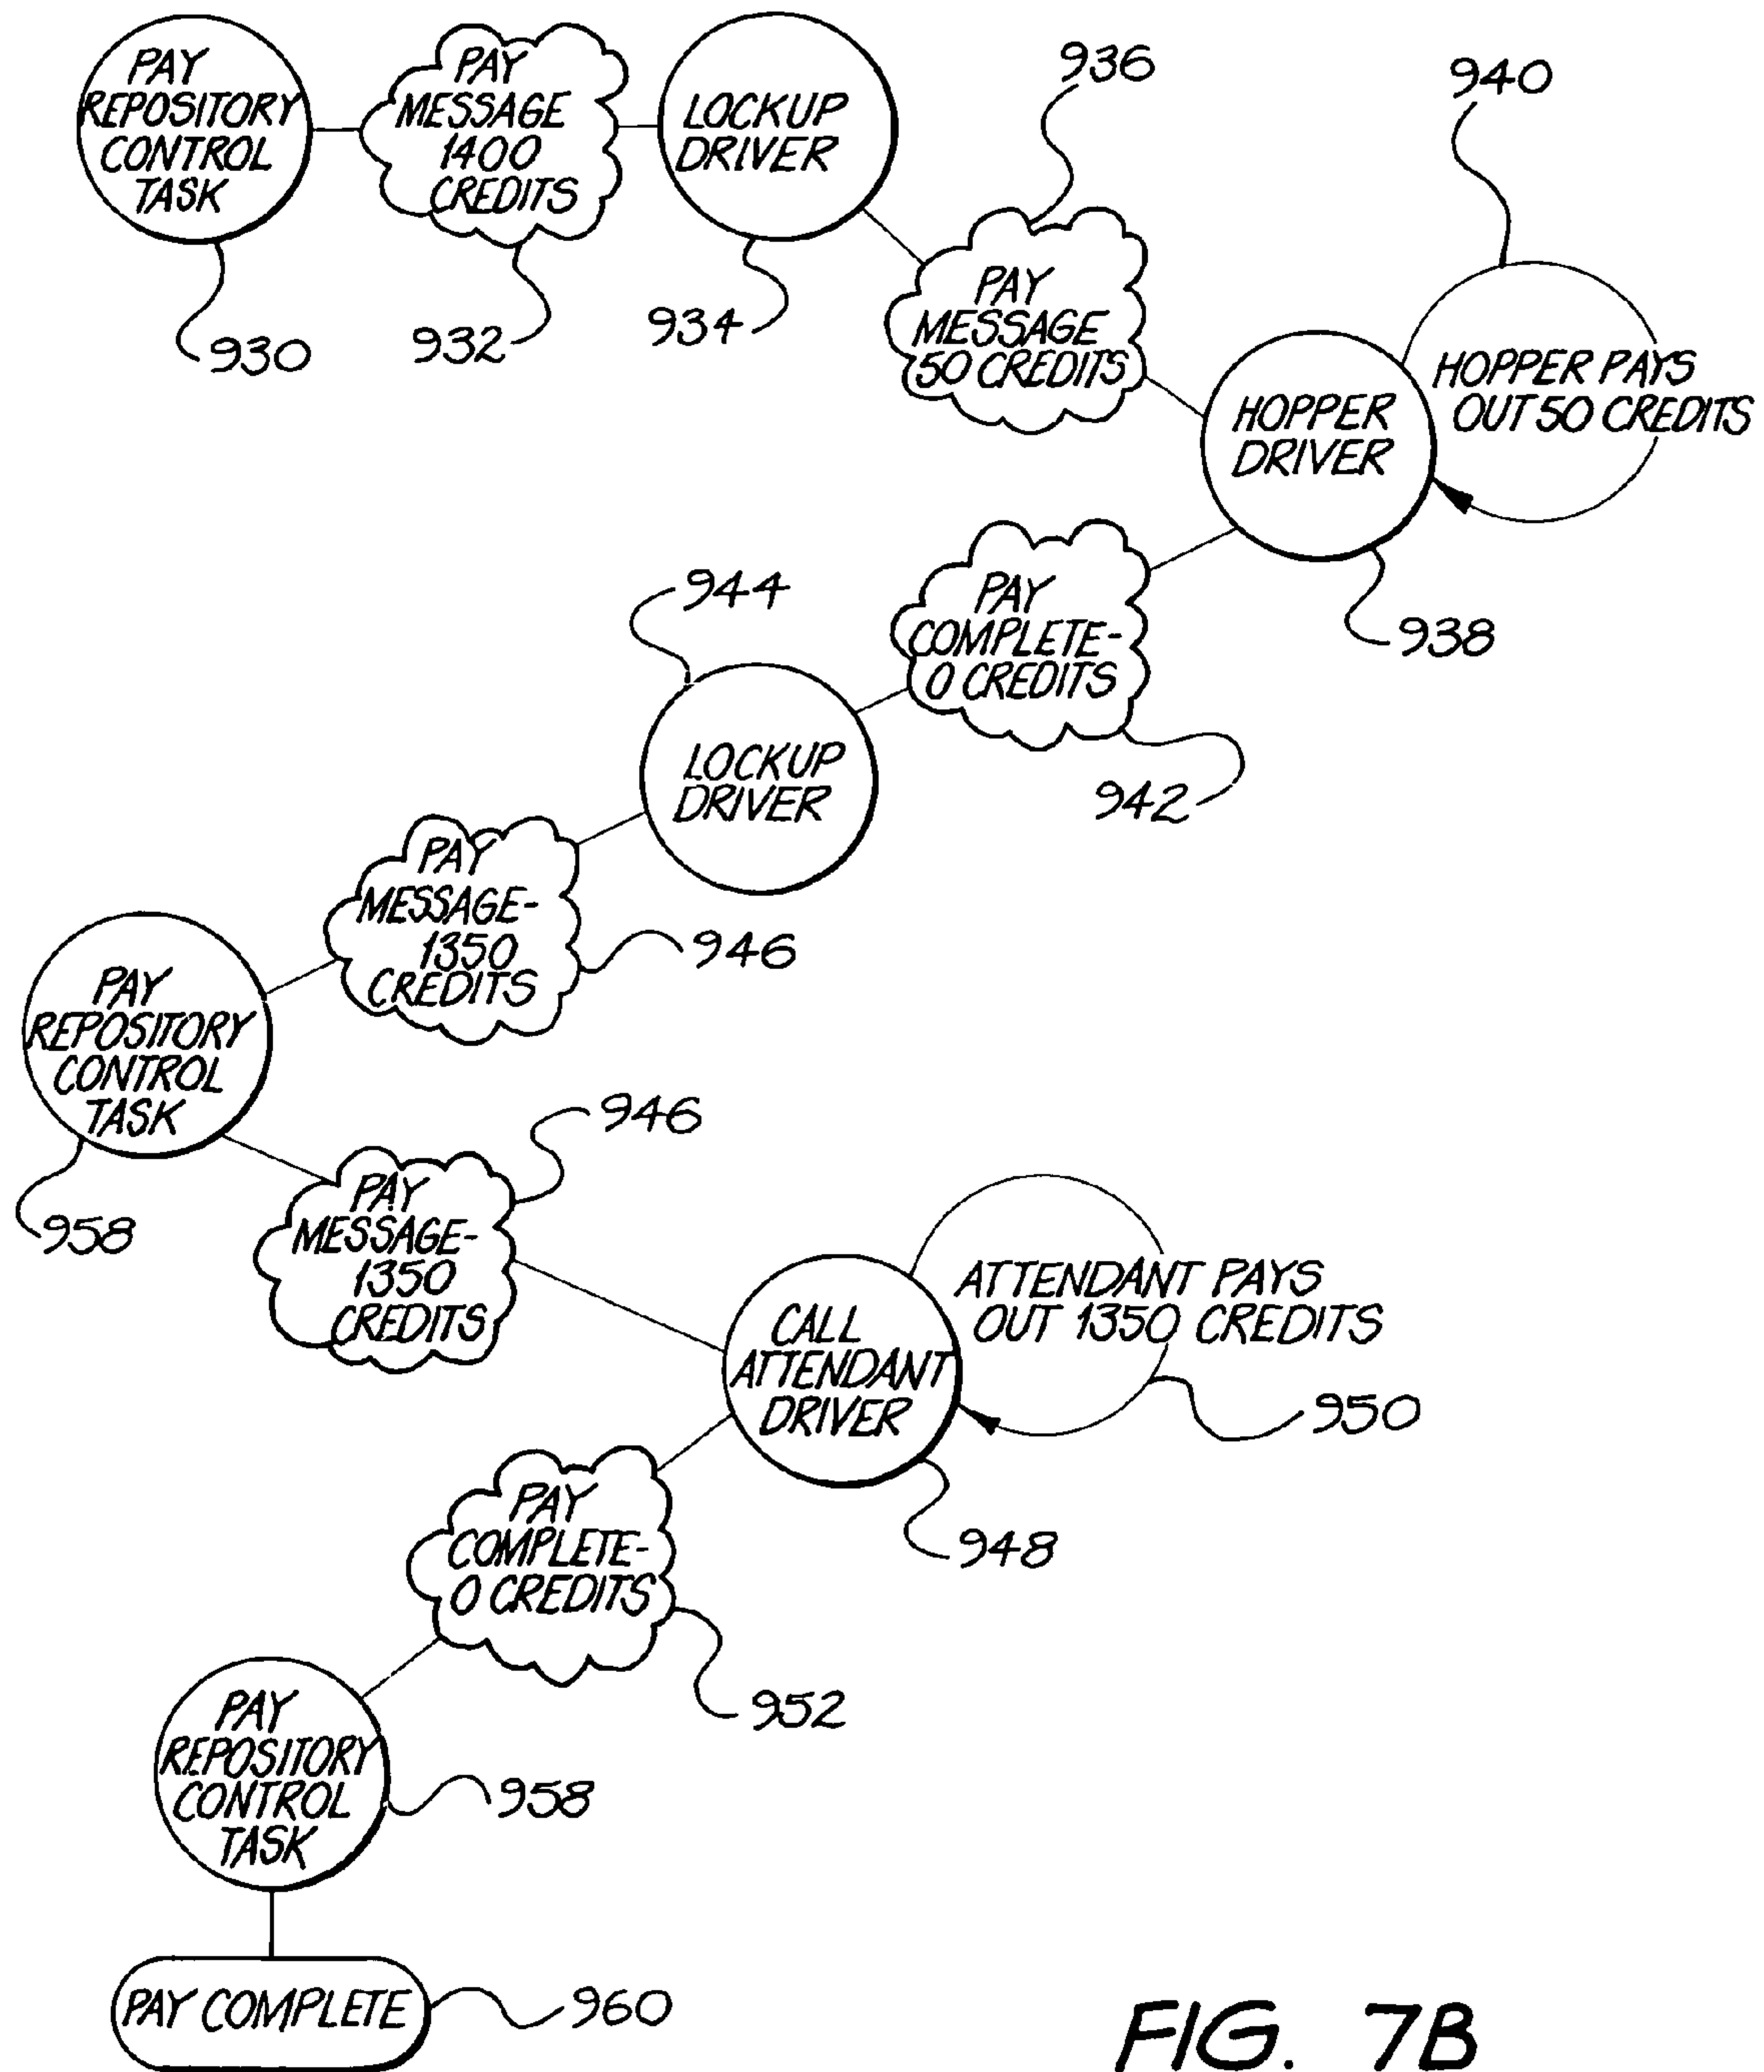 PAY
REPOSITORY
CONTROL
TASK
930
PAY
MESSAGE
1400
CREDITS
932
LOCKUP
DRIVER
934
936
PAY
MESSAGE
50 CREDITS
940
HOPPER PAYS
OUT 50 CREDITS
HOPPER
DRIVER
938
PAY
COMPLETE-
0 CREDITS
942
944
LOCKUP
DRIVER
PAY
MESSAGE-
1350
CREDITS
946
PAY
REPOSITORY
CONTROL
TASK
958
946
PAY
MESSAGE-
1350
CREDITS
ATTENDANT PAYS
OUT 1350 CREDITS
CALL
ATTENDANT
DRIVER
950
948
PAY
COMPLETE-
0 CREDITS
952
PAY
REPOSITORY
CONTROL
TASK
958
PAY COMPLETE
960
FIG. 7B